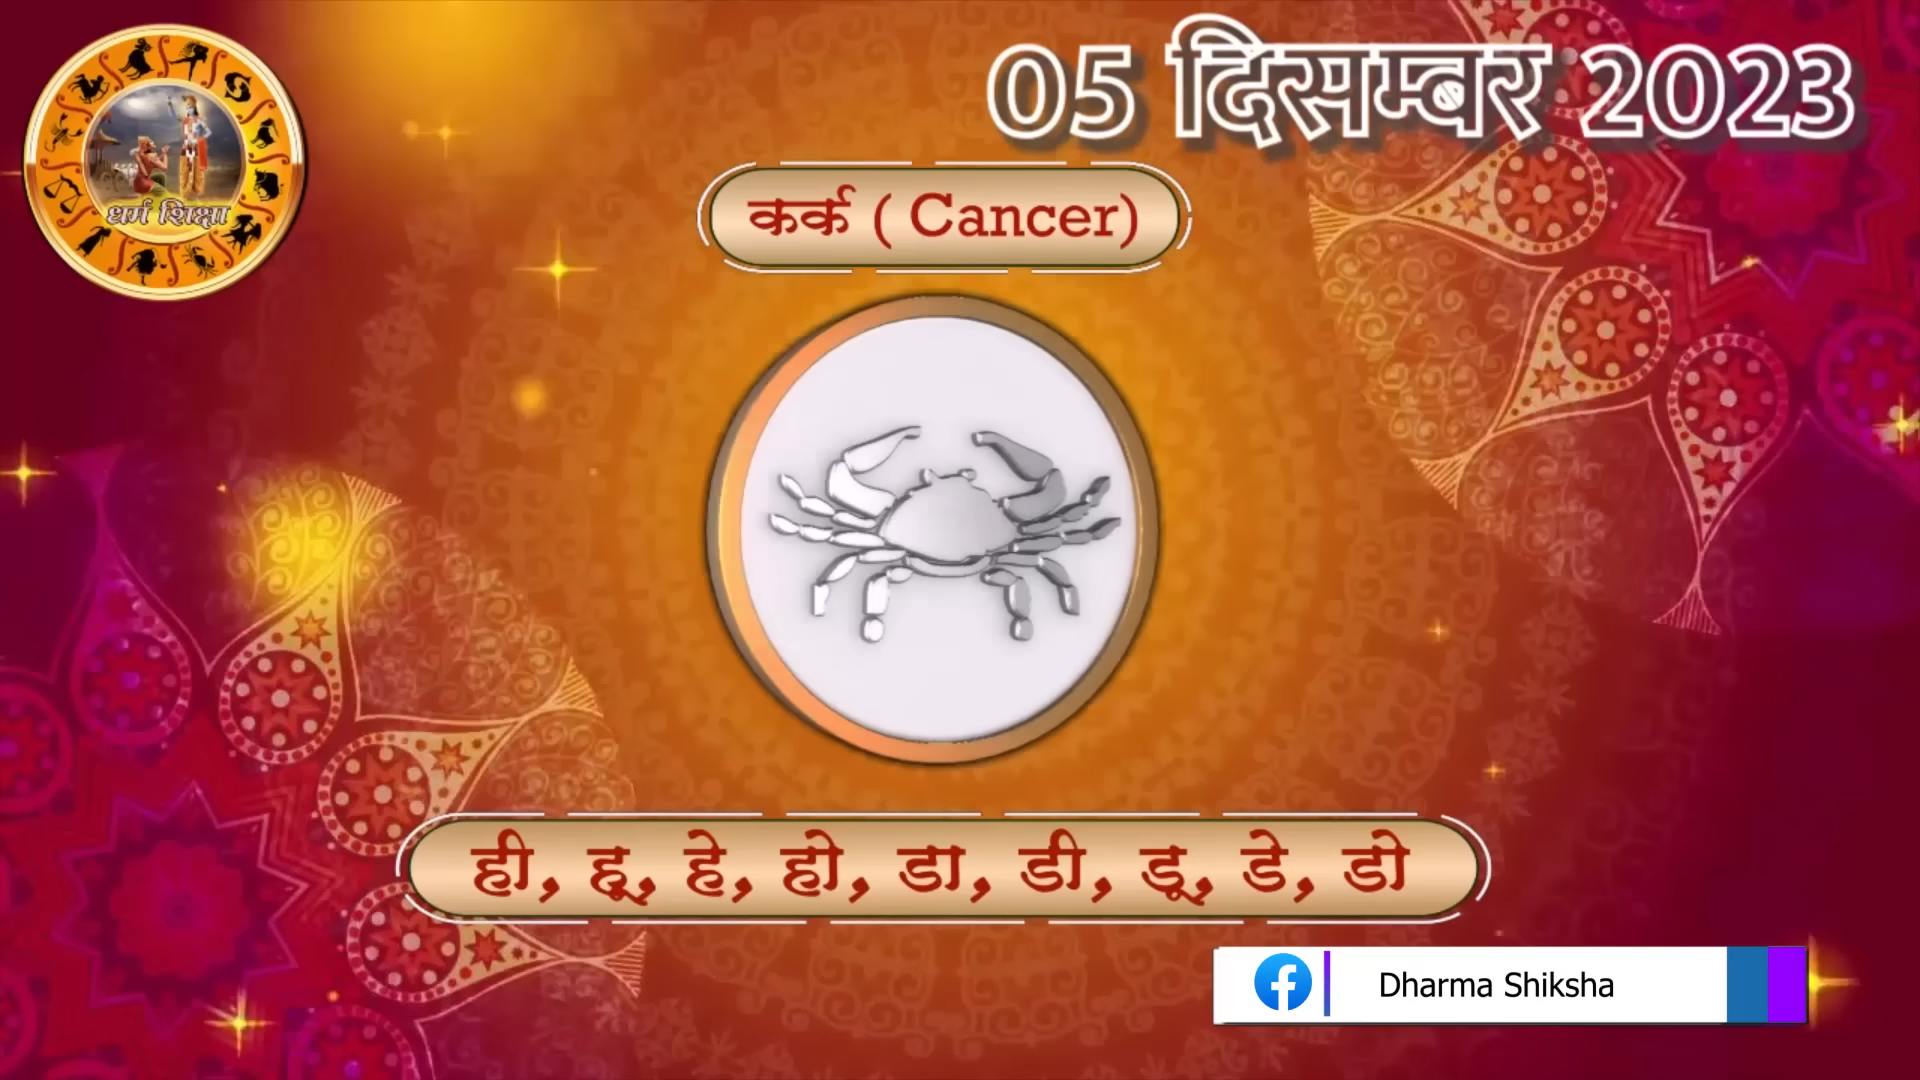 05 दिसम्बर 2023
धर्म शिक्षा
कर्क ( Cancer)
ही, हू, हे, हो, डा, डी, डू, डे, डो
Dharma Shiksha